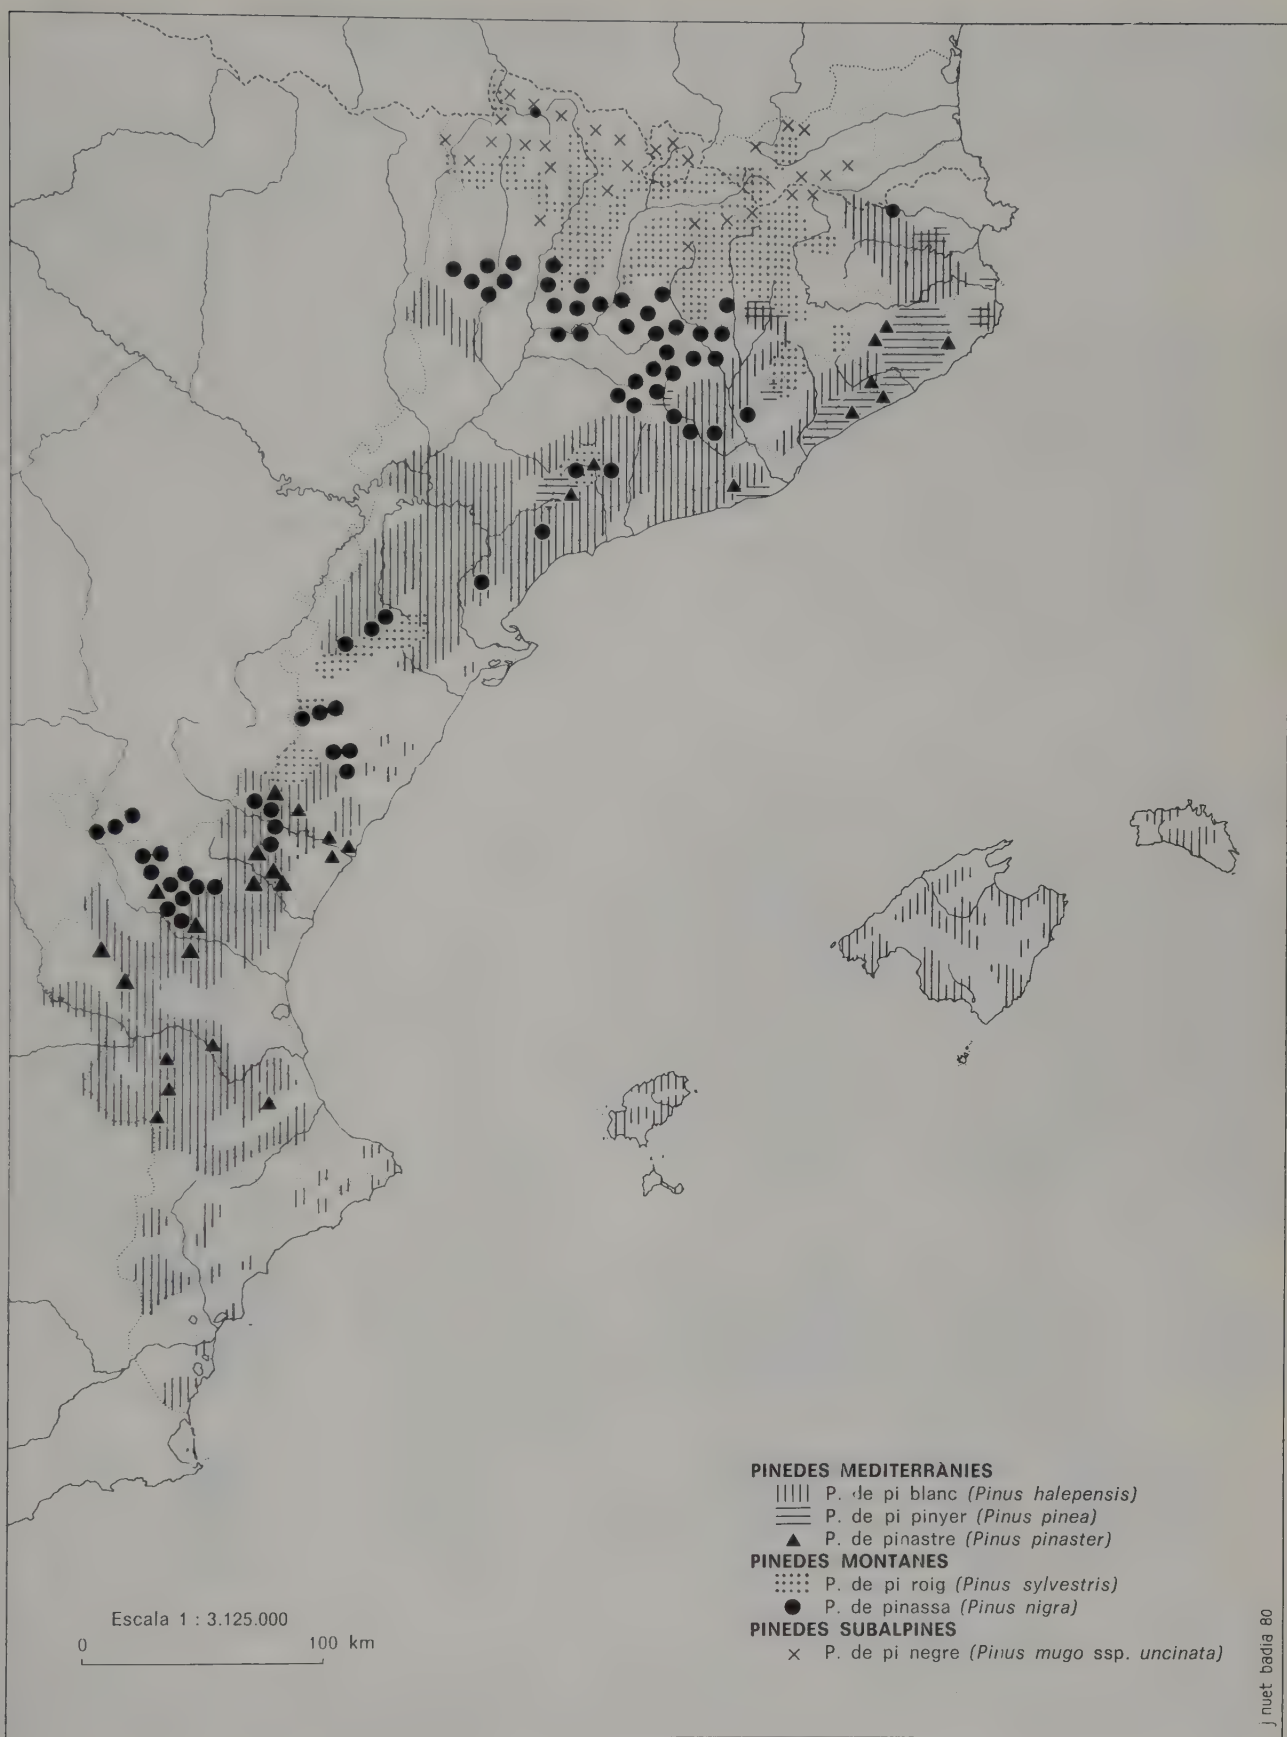 PINEDES MEDITERRÀNIES
P. de pi blanc (Pinus halepensis)
P. de pi pinyer (Pinus pinea)
P. de pinastre (Pinus pinaster)
PINEDES MONTANES
P. de pi roig (Pinus sylvestris)
P. de pinassa (Pinus nigra)
PINEDES SUBALPINES
P. de pi negre (Pinus mugo ssp. uncinata)
Escala 1 : 3.125.000
0 100 km
j nuet badia 80